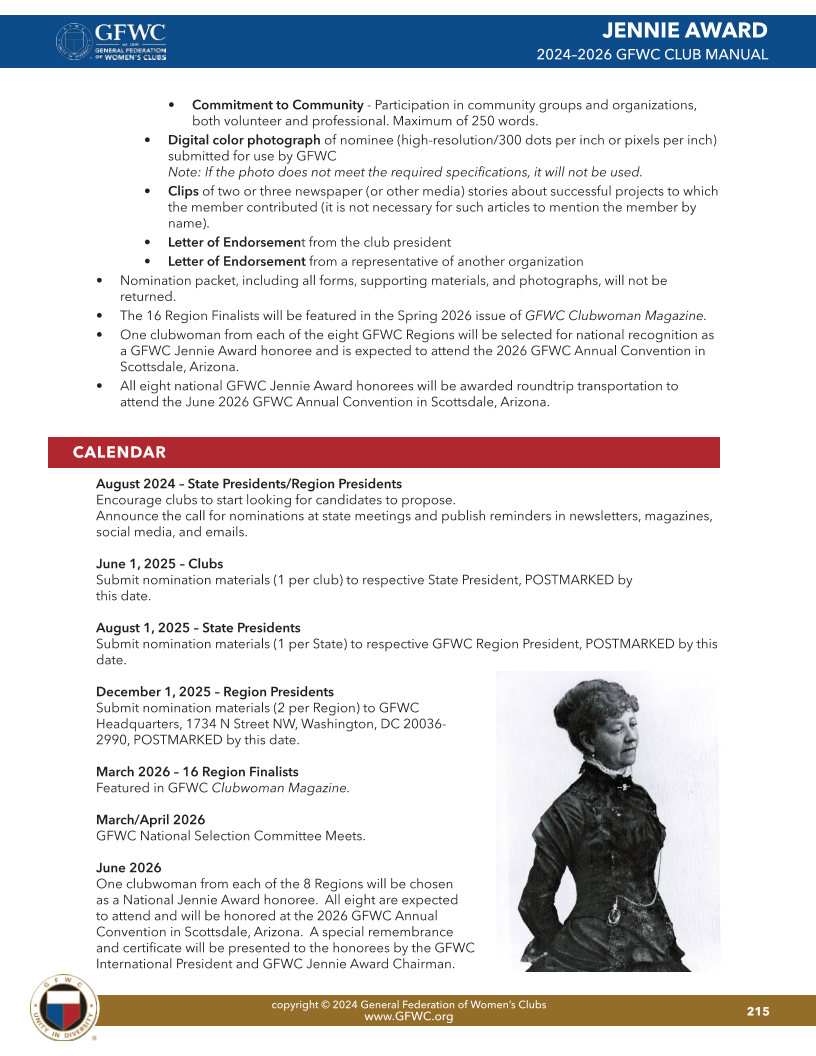 GFWC
EST. 1890
GENERAL FEDERATION
OF WOMEN'S CLUBS
JENNIE AWARD
2024–2026 GFWC CLUB MANUAL
• Commitment to Community - Participation in community groups and organizations,
both volunteer and professional. Maximum of 250 words.
• Digital color photograph of nominee (high-resolution/300 dots per inch or pixels per inch)
submitted for use by GFWC
Note: If the photo does not meet the required specifications, it will not be used.
• Clips of two or three newspaper (or other media) stories about successful projects to which
the member contributed (it is not necessary for such articles to mention the member by
name).
• Letter of Endorsement from the club president
• Letter of Endorsement from a representative of another organization
• Nomination packet, including all forms, supporting materials, and photographs, will not be
returned.
• The 16 Region Finalists will be featured in the Spring 2026 issue of GFWC Clubwoman Magazine.
• One clubwoman from each of the eight GFWC Regions will be selected for national recognition as
a GFWC Jennie Award honoree and is expected to attend the 2026 GFWC Annual Convention in
Scottsdale, Arizona.
• All eight national GFWC Jennie Award honorees will be awarded roundtrip transportation to
attend the June 2026 GFWC Annual Convention in Scottsdale, Arizona.
CALENDAR
August 2024 – State Presidents/Region Presidents
Encourage clubs to start looking for candidates to propose.
Announce the call for nominations at state meetings and publish reminders in newsletters, magazines,
social media, and emails.
June 1, 2025 – Clubs
Submit nomination materials (1 per club) to respective State President, POSTMARKED by
this date.
August 1, 2025 – State Presidents
Submit nomination materials (1 per State) to respective GFWC Region President, POSTMARKED by this
date.
December 1, 2025 – Region Presidents
Submit nomination materials (2 per Region) to GFWC
Headquarters, 1734 N Street NW, Washington, DC 20036-
2990, POSTMARKED by this date.
March 2026 – 16 Region Finalists
Featured in GFWC Clubwoman Magazine.
March/April 2026
GFWC National Selection Committee Meets.
June 2026
One clubwoman from each of the 8 Regions will be chosen
as a National Jennie Award honoree.  All eight are expected
to attend and will be honored at the 2026 GFWC Annual
Convention in Scottsdale, Arizona.  A special remembrance
and certificate will be presented to the honorees by the GFWC
International President and GFWC Jennie Award Chairman.
GFWC
UNITY IN DIVERSITY
®
copyright © 2024 General Federation of Women's Clubs
www.GFWC.org
215